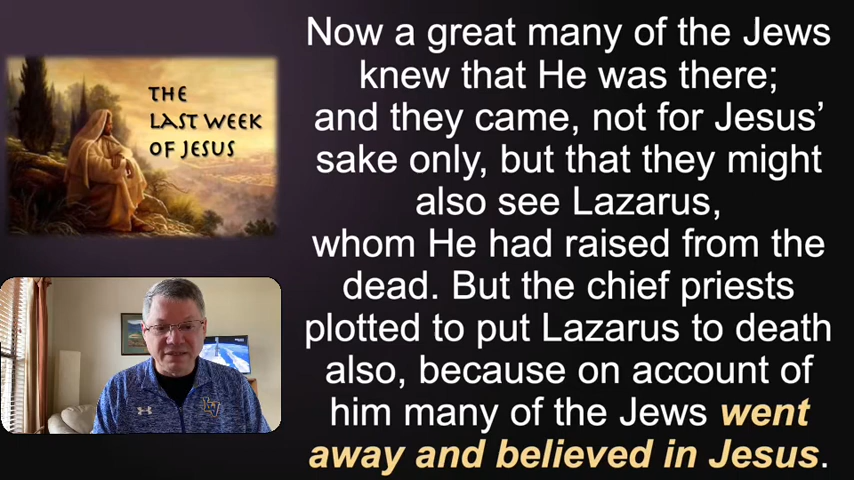 THE
LAST WEEK
OF JESUS
Now a great many of the Jews
knew that He was there;
and they came, not for Jesus’
sake only, but that they might
also see Lazarus,
whom He had raised from the
dead. But the chief priests
plotted to put Lazarus to death
also, because on account of
him many of the Jews went
away and believed in Jesus.